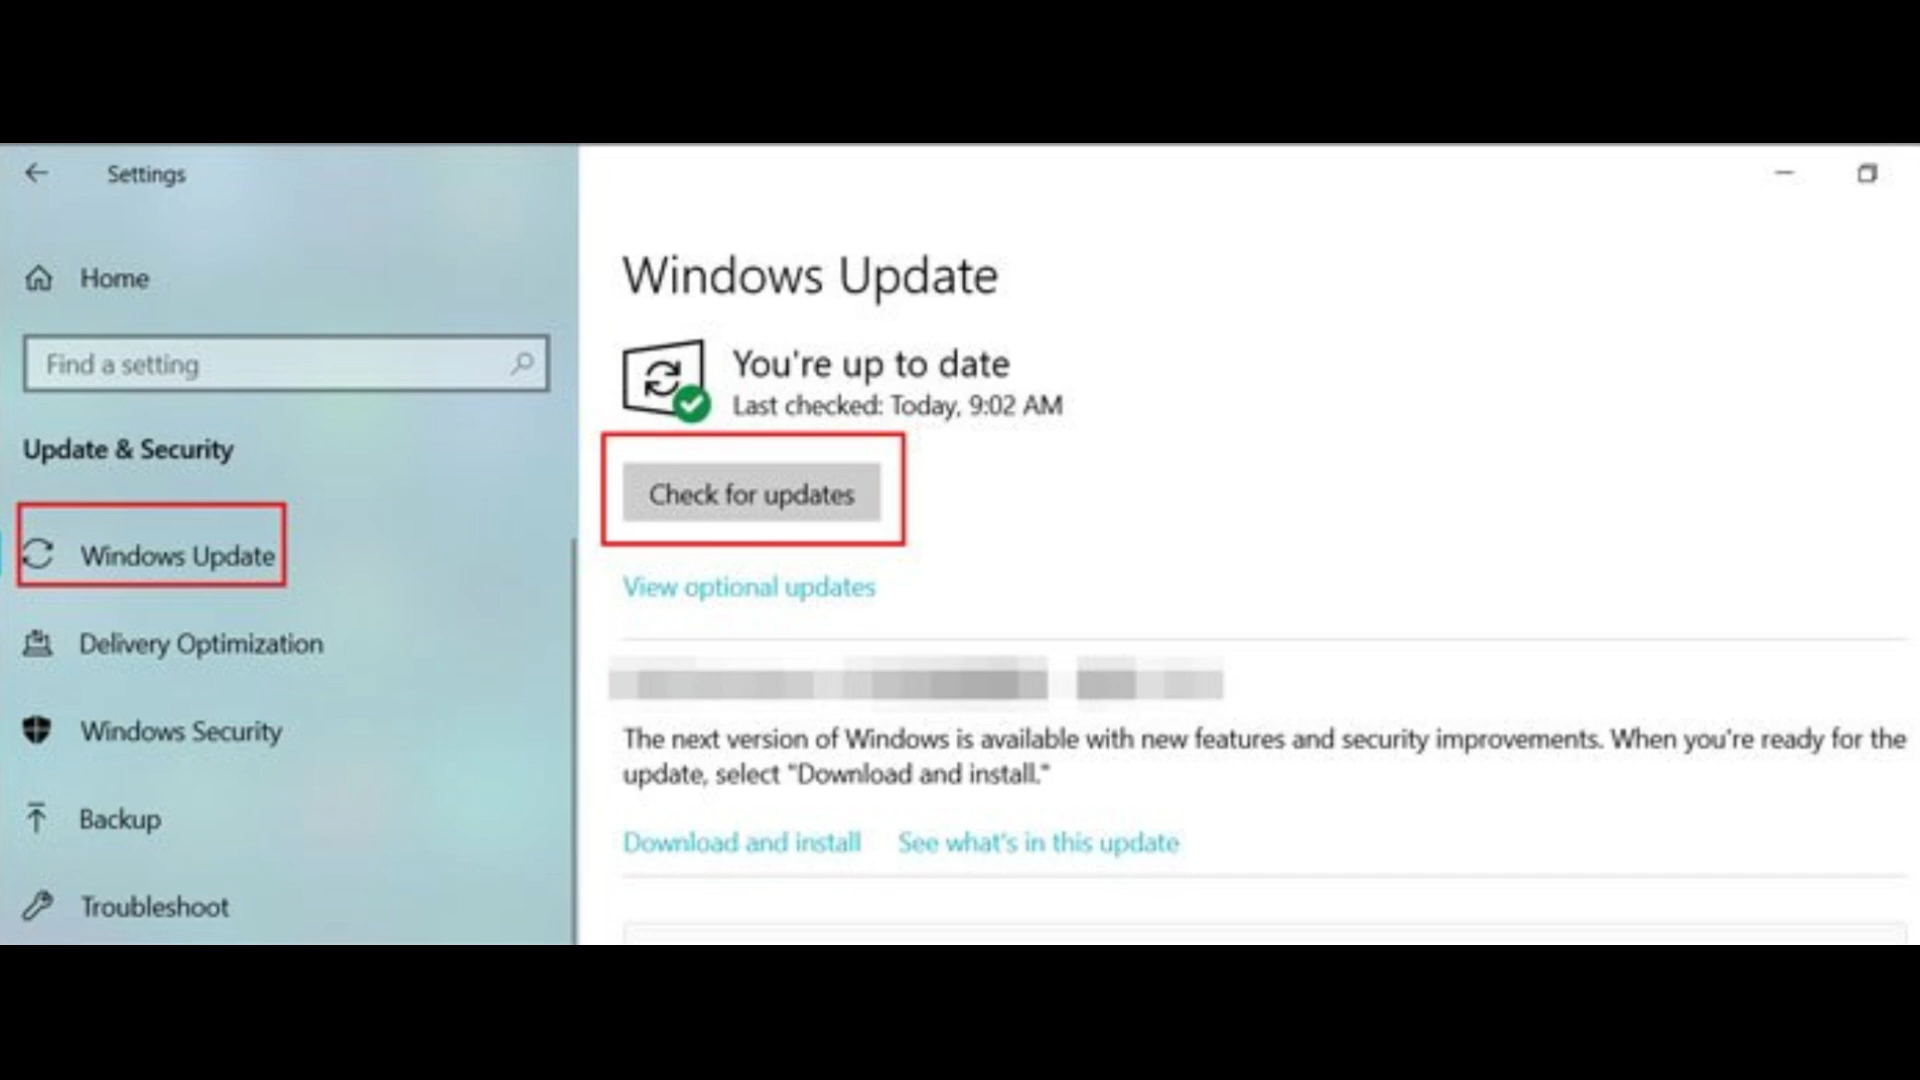 Settings
Home
Find a setting
Update & Security
Windows Update
Delivery Optimization
Windows Security
Backup
Troubleshoot
Windows Update
You're up to date
Last checked: Today, 9:02 AM
Check for updates
View optional updates
The next version of Windows is available with new features and security improvements. When you're ready for the
update, select "Download and install."
Download and install See what's in this update